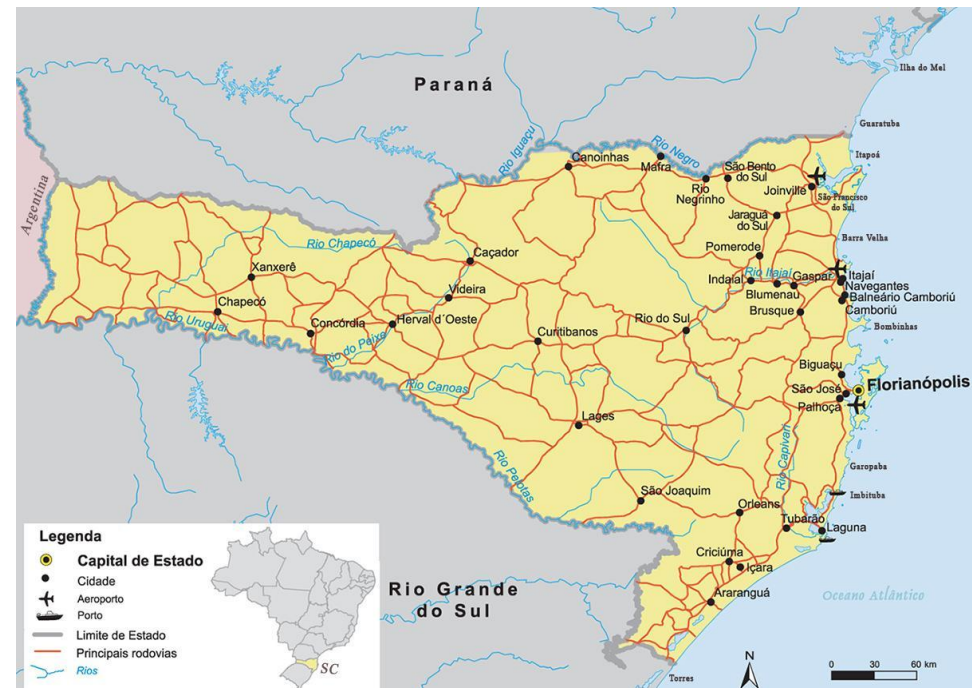 Paraná
Ilha do Mel
Guaratuba
Rio Iguaçu
Rio Negro
Itapoá
Canoinhas
Mafra
São Bento
do Sul
Rio
Negrinho
Joinville
São Francisco
do Sul
Argentina
Jaraguá
do Sul
Barra Velha
Rio Chapecó
Caçador
Pomerode
Xanxerê
Rio Itajaí
Itajaí
Indaial
Gaspar
Navegantes
Videira
Blumenau
Balneário Camboriú
Chapecó
Brusque
Camboriú
Rio Uruguai
Concórdia
Herval d´Oeste
Rio do Sul
Bombinhas
Curitibanos
Rio do Peixe
Biguaçu
Rio Canoas
São José
Florianópolis
Palhoça
Lages
Rio Capivari
Garopaba
Rio Pelotas
São Joaquim
Imbituba
Orleans
Tubarão
Laguna
Criciúma
Içara
Rio Grande
do Sul
Araranguá
Oceano Atlântico
Torres
Legenda
Capital de Estado
Cidade
Aeroporto
Porto
Limite de Estado
Principais rodovias
Rios
SC
N
0 30 60 km